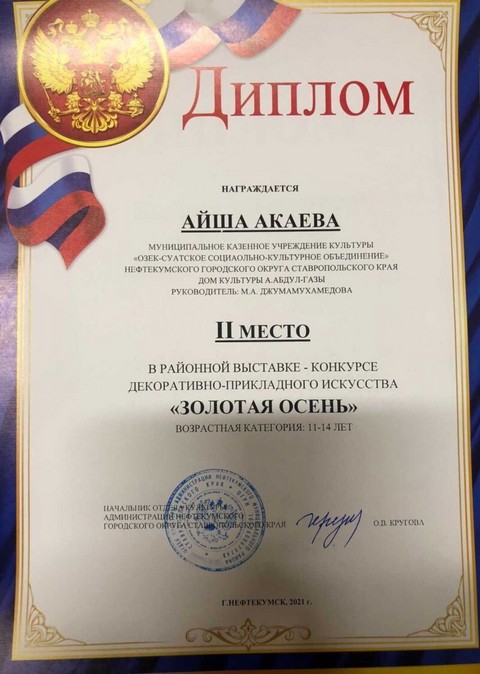 Диплом
НАГРАЖДАЕТСЯ
АЙША АКАЕВА
МУНИЦИПАЛЬНОЕ КАЗЕННОЕ УЧРЕЖДЕНИЕ КУЛЬТУРЫ
«ОЗЕК-СУАТСКОЕ СОЦИАОЛЬНО-КУЛЬТУРНОЕ ОБЪЕДИНЕНИЕ»
НЕФТЕКУМСКОГО ГОРОДСКОГО ОКРУГА СТАВРОПОЛЬСКОГО КРАЯ
ДОМ КУЛЬТУРЫ А.АБДУЛ-ГАЗЫ
РУКОВОДИТЕЛЬ: М.А. ДЖУМАМУХАМЕДОВА
II МЕСТО
В РАЙОННОЙ ВЫСТАВКЕ - КОНКУРСЕ
ДЕКОРАТИВНО-ПРИКЛАДНОГО ИСКУССТВА
«ЗОЛОТАЯ ОСЕНЬ»
ВОЗРАСТНАЯ КАТЕГОРИЯ: 11-14 ЛЕТ
НАЧАЛЬНИК ОТДЕЛА КУЛЬТУРЫ
АДМИНИСТРАЦИИ НЕФТЕКУМСКОГО
ГОРОДСКОГО ОКРУГА СТАВРОПОЛЬСКОГО КРАЯ
О.В. КРУГОВА
Г.НЕФТЕКУМСК, 2021 г.